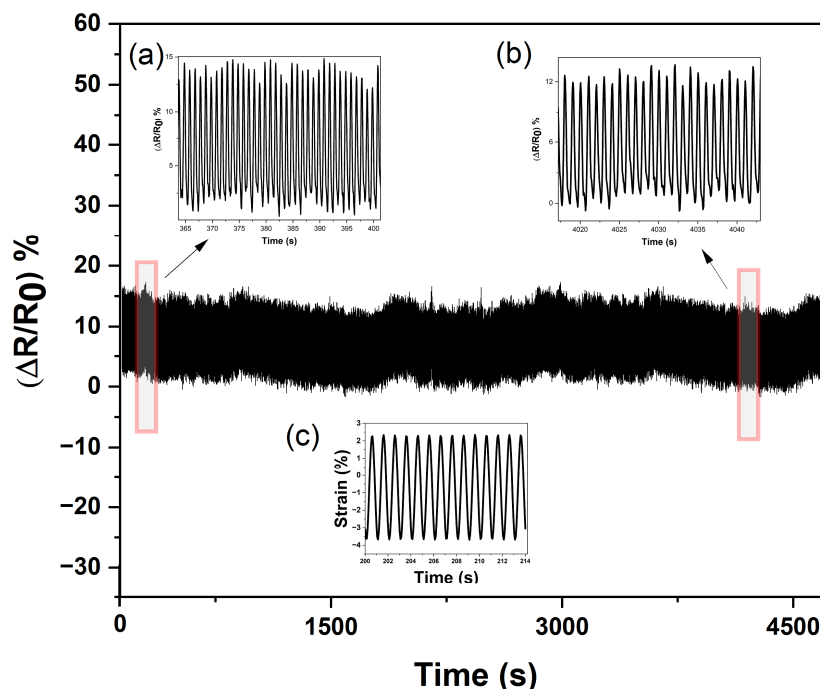 60
50
40
30
20
10
0
−10
−20
−30
(ΔR/R0) %
0
1500
3000
4500
Time (s)
(a)
15
10
5
(ΔR/R0) %
365 370 375 380 385 390 395 400
Time (s)
(b)
12
9
6
3
0
(ΔR/R0) %
4020 4025 4030 4035 4040
Time (s)
(c)
3
2
1
0
−1
−2
−3
−4
Strain (%)
200 202 204 206 208 210 212 214
Time (s)